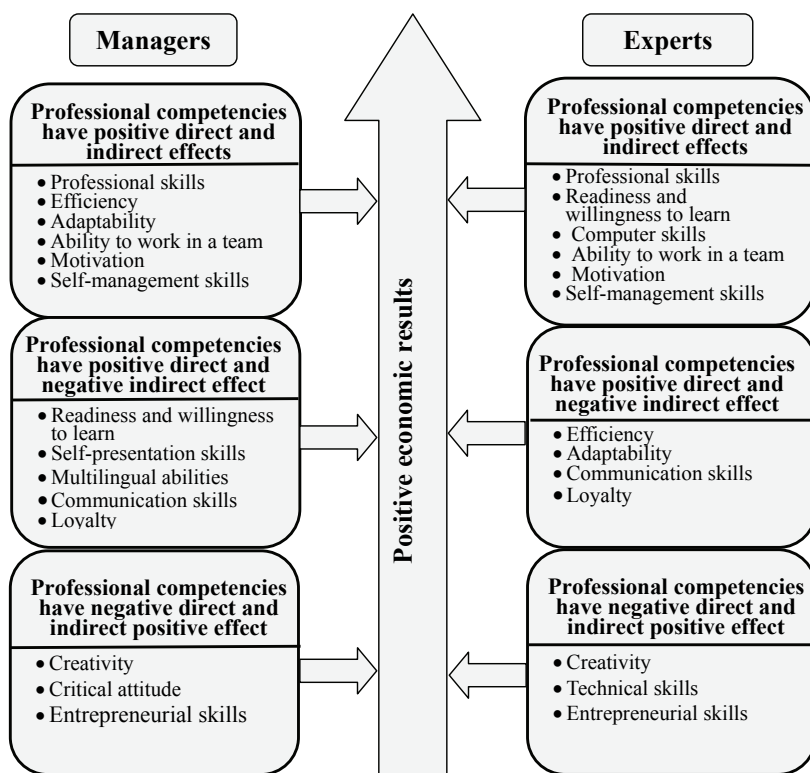 Managers
Professional competencies
have positive direct and
indirect effects
• Professional skills
• Efficiency
• Adaptability
• Ability to work in a team
• Motivation
• Self-management skills
Professional competencies
have positive direct and
negative indirect effect
• Readiness and willingness
to learn
• Self-presentation skills
• Multilingual abilities
• Communication skills
• Loyalty
Professional competencies
have negative direct and
indirect positive effect
• Creativity
• Critical attitude
• Entrepreneurial skills
Positive economic results
Experts
Professional competencies
have positive direct and
indirect effects
• Professional skills
• Readiness and
willingness to learn
• Computer skills
• Ability to work in a team
• Motivation
• Self-management skills
Professional competencies
have positive direct and
negative indirect effect
• Efficiency
• Adaptability
• Communication skills
• Loyalty
Professional competencies
have negative direct and
indirect positive effect
• Creativity
• Technical skills
• Entrepreneurial skills